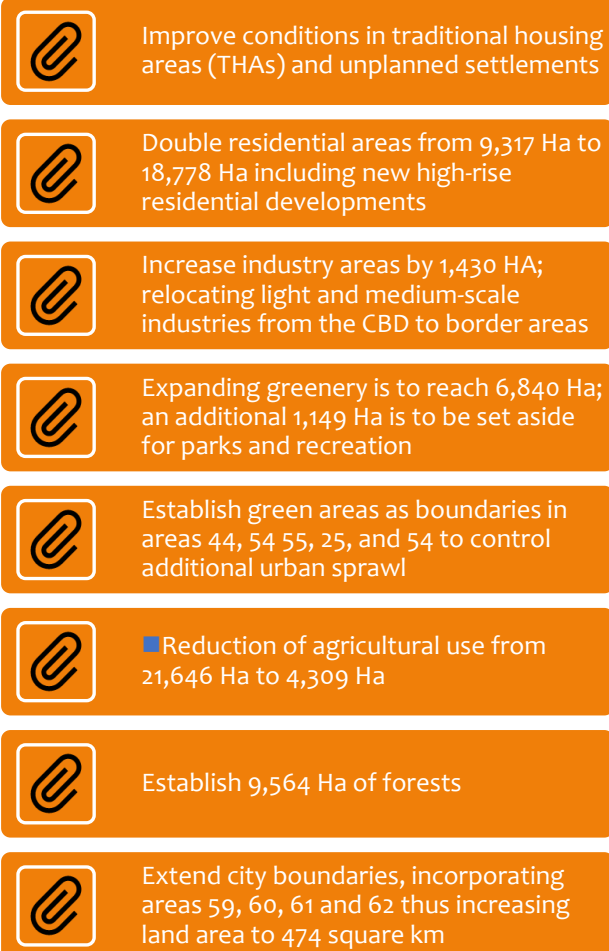 Improve conditions in traditional housing
areas (THAs) and unplanned settlements
Double residential areas from 9,317 Ha to
18,778 Ha including new high-rise
residential developments
Increase industry areas by 1,430 HA;
relocating light and medium-scale
industries from the CBD to border areas
Expanding greenery is to reach 6,840 Ha;
an additional 1,149 Ha is to be set aside
for parks and recreation
Establish green areas as boundaries in
areas 44, 54 55, 25, and 54 to control
additional urban sprawl
■Reduction of agricultural use from
21,646 Ha to 4,309 Ha
Establish 9,564 Ha of forests
Extend city boundaries, incorporating
areas 59, 60, 61 and 62 thus increasing
land area to 474 square km